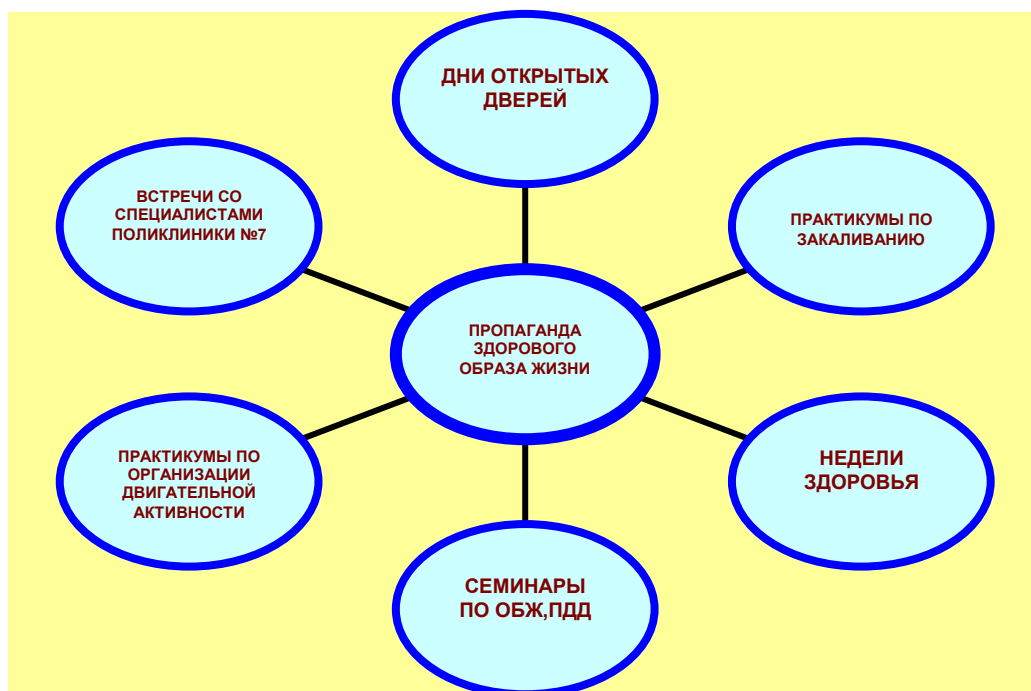 ДНИ ОТКРЫТЫХ
ДВЕРЕЙ
ВСТРЕЧИ СО
СПЕЦИАЛИСТАМИ
ПОЛИКЛИНИКИ №7
ПРАКТИКУМЫ ПО
ЗАКАЛИВАНИЮ
ПРОПАГАНДА
ЗДОРОВОГО
ОБРАЗА ЖИЗНИ
ПРАКТИКУМЫ ПО
ОРГАНИЗАЦИИ
ДВИГАТЕЛЬНОЙ
АКТИВНОСТИ
НЕДЕЛИ
ЗДОРОВЬЯ
СЕМИНАРЫ
ПО ОБЖ,ПДД